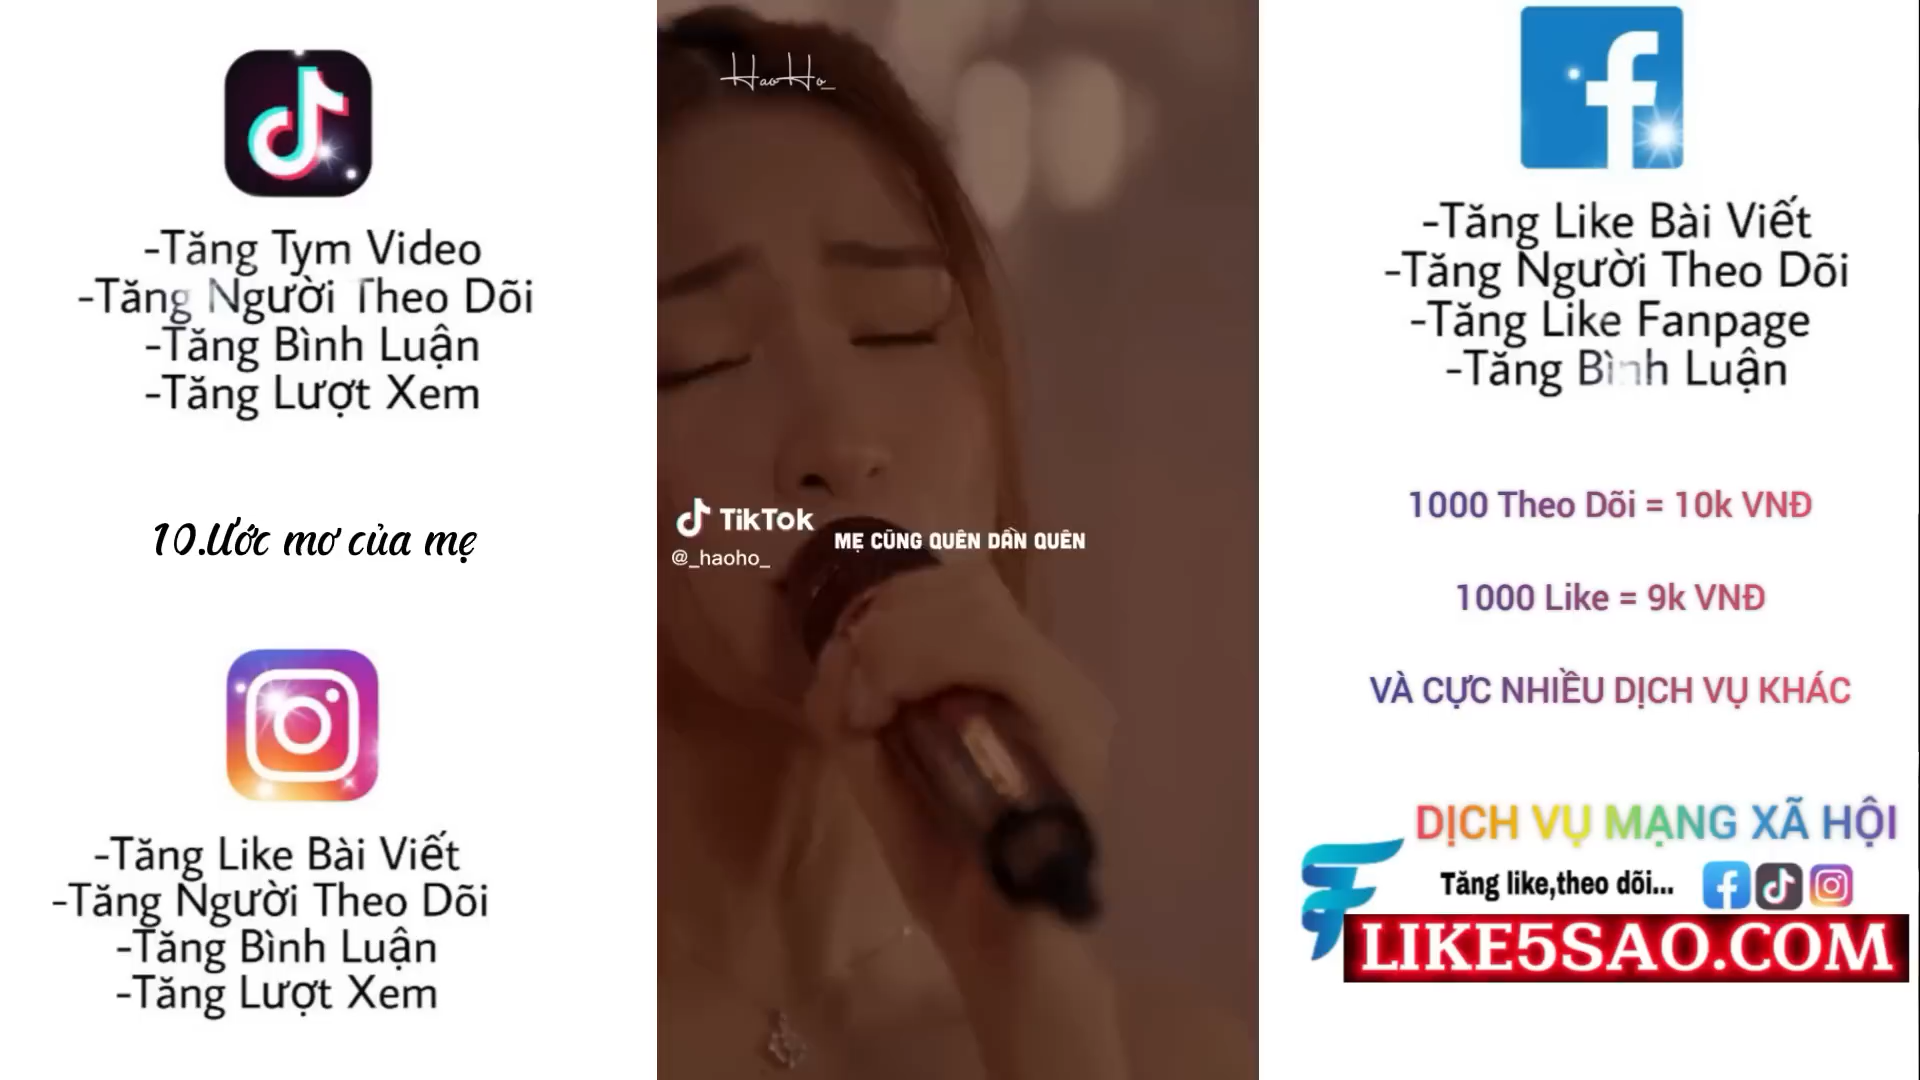 -Tăng Tym Video
-Tăng Người Theo Dõi
-Tăng Bình Luận
-Tăng Lượt Xem
10.Ước mơ của mẹ
-Tăng Like Bài Viết
-Tăng Người Theo Dõi
-Tăng Bình Luận
-Tăng Lượt Xem
HaoHo_
TikTok
@_haoho_
MẸ CŨNG QUÊN DẦN QUÊN
-Tăng Like Bài Viết
-Tăng Người Theo Dõi
-Tăng Like Fanpage
-Tăng Bình Luận
1000 Theo Dõi = 10k VNĐ
1000 Like = 9k VNĐ
VÀ CỰC NHIỀU DỊCH VỤ KHÁC
DỊCH VỤ MẠNG XÃ HỘI
Tăng like,theo dõi...
LIKE5SAO.COM